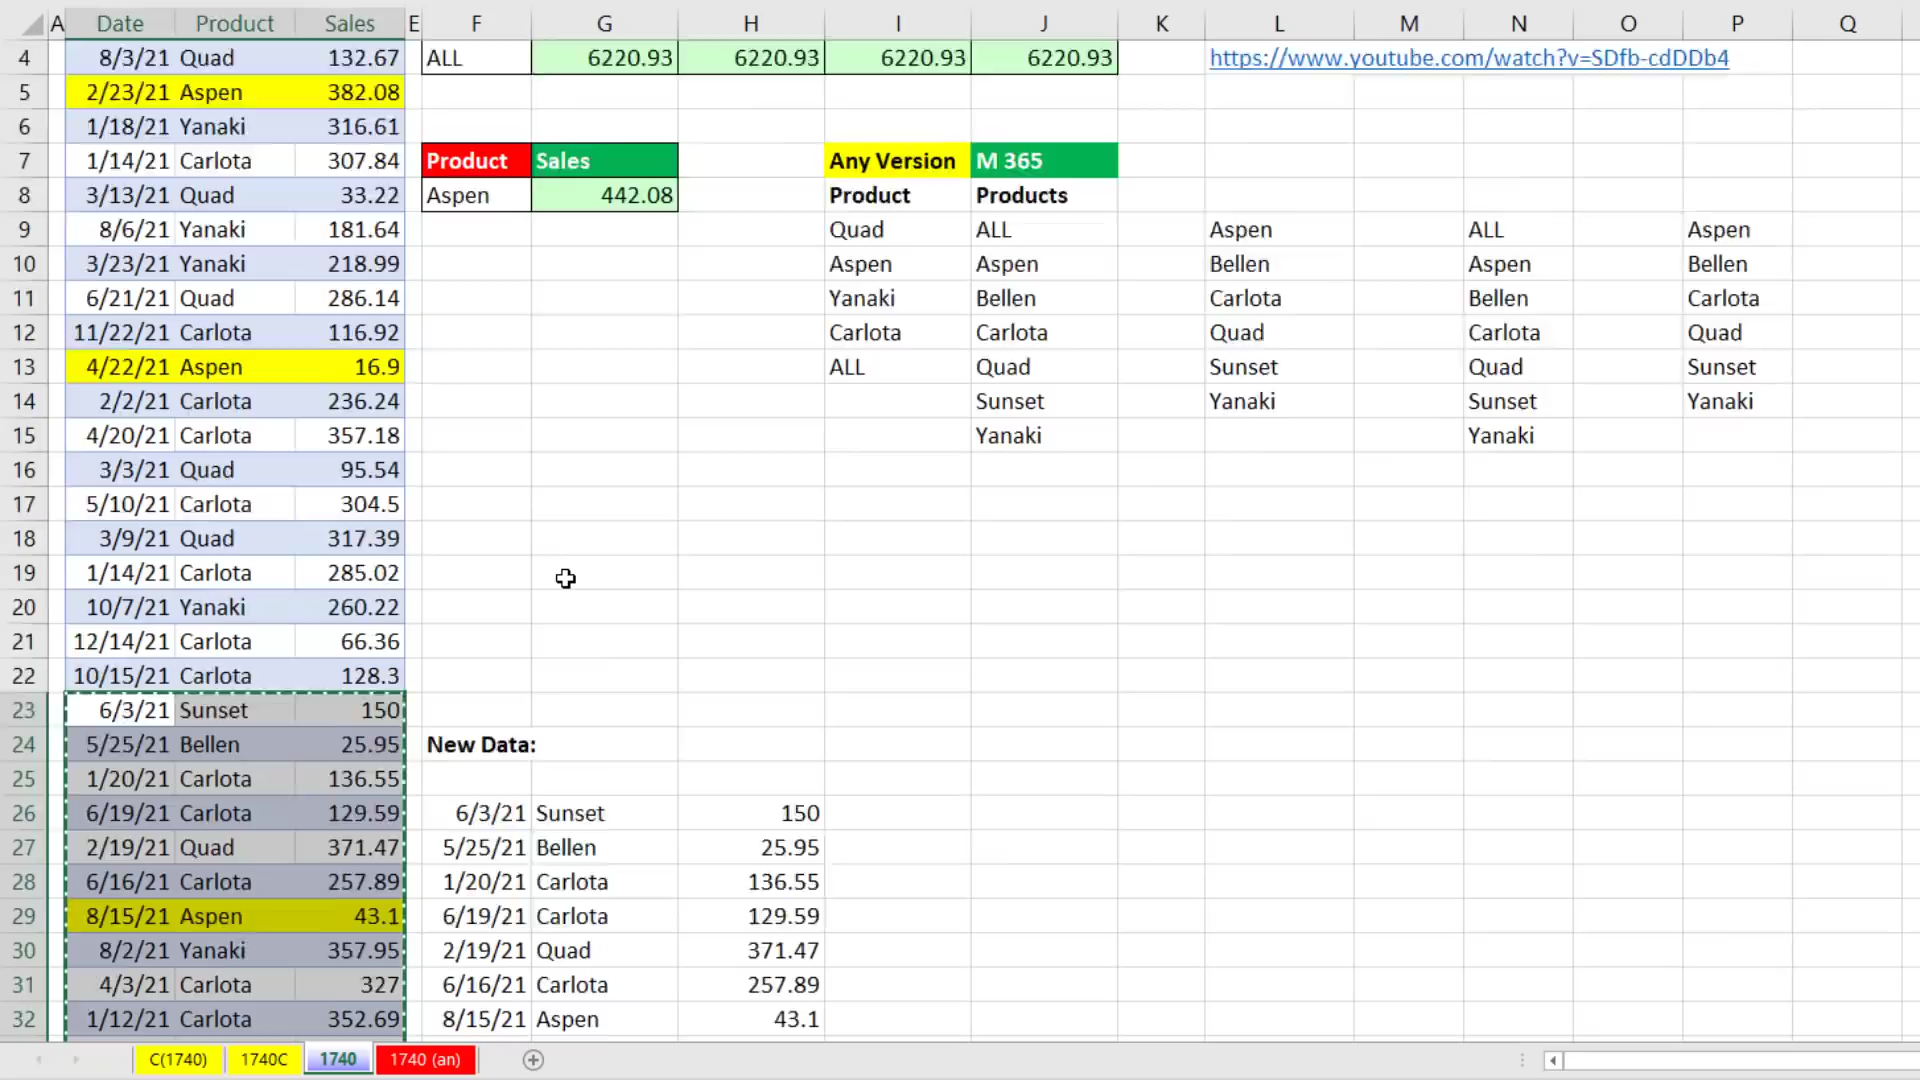 A Date Product Sales E F G H I J K L M N O P Q
4 8/3/21 Quad 132.67 ALL 6220.93 6220.93 6220.93 6220.93 https://www.youtube.com/watch?v=SDfb-cdDDb4
5 2/23/21 Aspen 382.08
6 1/18/21 Yanaki 316.61
7 1/14/21 Carlota 307.84 Product Sales Any Version M 365
8 3/13/21 Quad 33.22 Aspen 442.08 Product Products
9 8/6/21 Yanaki 181.64 Quad ALL Aspen ALL Aspen
10 3/23/21 Yanaki 218.99 Aspen Aspen Bellen Aspen Bellen
11 6/21/21 Quad 286.14 Yanaki Bellen Carlota Bellen Carlota
12 11/22/21 Carlota 116.92 Carlota Carlota Quad Carlota Quad
13 4/22/21 Aspen 16.9 ALL Quad Sunset Quad Sunset
14 2/2/21 Carlota 236.24 Sunset Yanaki Sunset Yanaki
15 4/20/21 Carlota 357.18 Yanaki Yanaki
16 3/3/21 Quad 95.54
17 5/10/21 Carlota 304.5
18 3/9/21 Quad 317.39
19 1/14/21 Carlota 285.02
20 10/7/21 Yanaki 260.22
21 12/14/21 Carlota 66.36
22 10/15/21 Carlota 128.3
23 6/3/21 Sunset 150
24 5/25/21 Bellen 25.95 New Data:
25 1/20/21 Carlota 136.55
26 6/19/21 Carlota 129.59 6/3/21 Sunset 150
27 2/19/21 Quad 371.47 5/25/21 Bellen 25.95
28 6/16/21 Carlota 257.89 1/20/21 Carlota 136.55
29 8/15/21 Aspen 43.1 6/19/21 Carlota 129.59
30 8/2/21 Yanaki 357.95 2/19/21 Quad 371.47
31 4/3/21 Carlota 327 6/16/21 Carlota 257.89
32 1/12/21 Carlota 352.69 8/15/21 Aspen 43.1
C(1740) 1740C 1740 1740 (an)